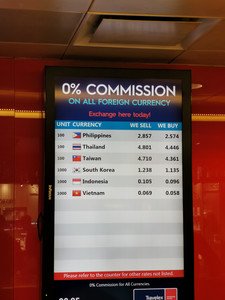 0% COMMISSION
ON ALL FOREIGN CURRENCY
Exchange here today!
UNIT CURRENCY WE SELL WE BUY
100 Philippines 2.857 2.574
100 Thailand 4.801 4.446
100 Taiwan 4.710 4.361
1000 South Korea 1.238 1.135
1000 Indonesia 0.105 0.096
1000 Vietnam 0.069 0.058
Please refer to the counter for other rates not listed
0% Commission for All Currencies
Travelex